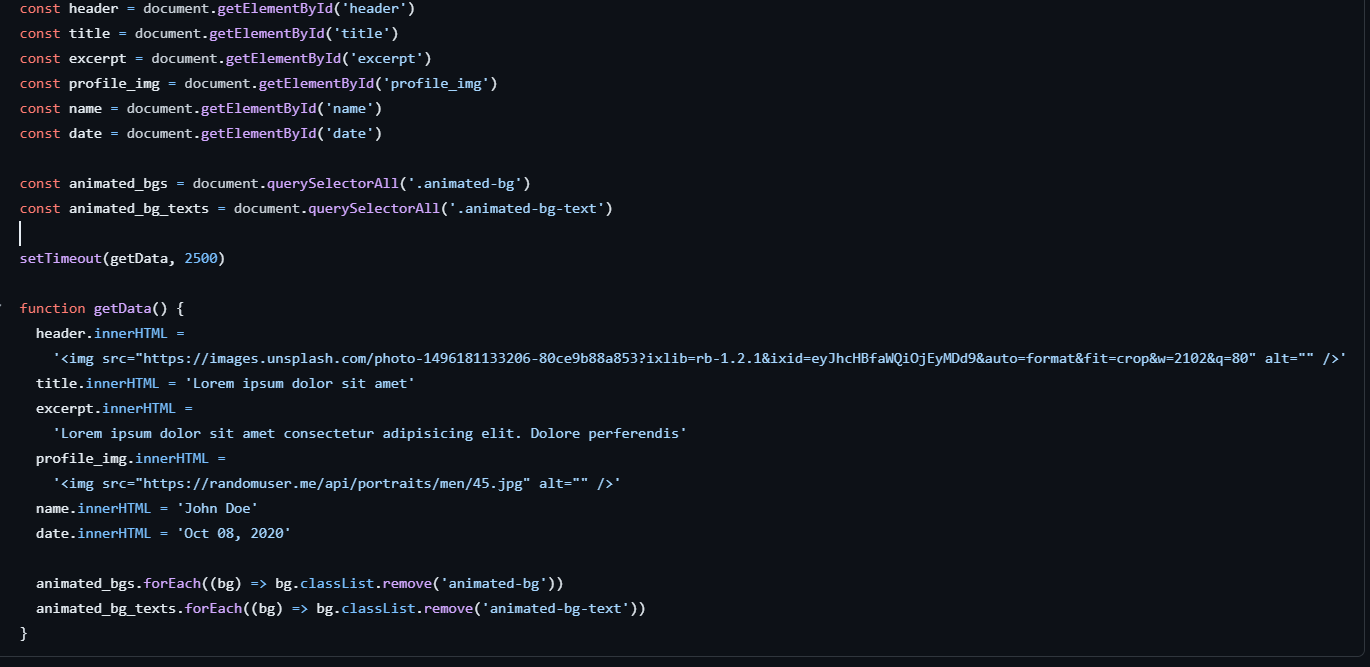 const header = document.getElementById('header')
const title = document.getElementById('title')
const excerpt = document.getElementById('excerpt')
const profile_img = document.getElementById('profile_img')
const name = document.getElementById('name')
const date = document.getElementById('date')
const animated_bgs = document.querySelectorAll('.animated-bg')
const animated_bg_texts = document.querySelectorAll('.animated-bg-text')
setTimeout(getData, 2500)
function getData() {
header.innerHTML =
'<img src="https://images.unsplash.com/photo-1496181133206-80ce9b88a853?ixlib=rb-1.2.1&ixid=eyJhcHBfaWQiOjEyMDd9&auto=format&fit=crop&w=2102&q=80" alt="" />'
title.innerHTML = 'Lorem ipsum dolor sit amet'
excerpt.innerHTML =
'Lorem ipsum dolor sit amet consectetur adipisicing elit. Dolore perferendis'
profile_img.innerHTML =
'<img src="https://randomuser.me/api/portraits/men/45.jpg" alt="" />'
name.innerHTML = 'John Doe'
date.innerHTML = 'Oct 08, 2020'
animated_bgs.forEach((bg) => bg.classList.remove('animated-bg'))
animated_bg_texts.forEach((bg) => bg.classList.remove('animated-bg-text'))
}